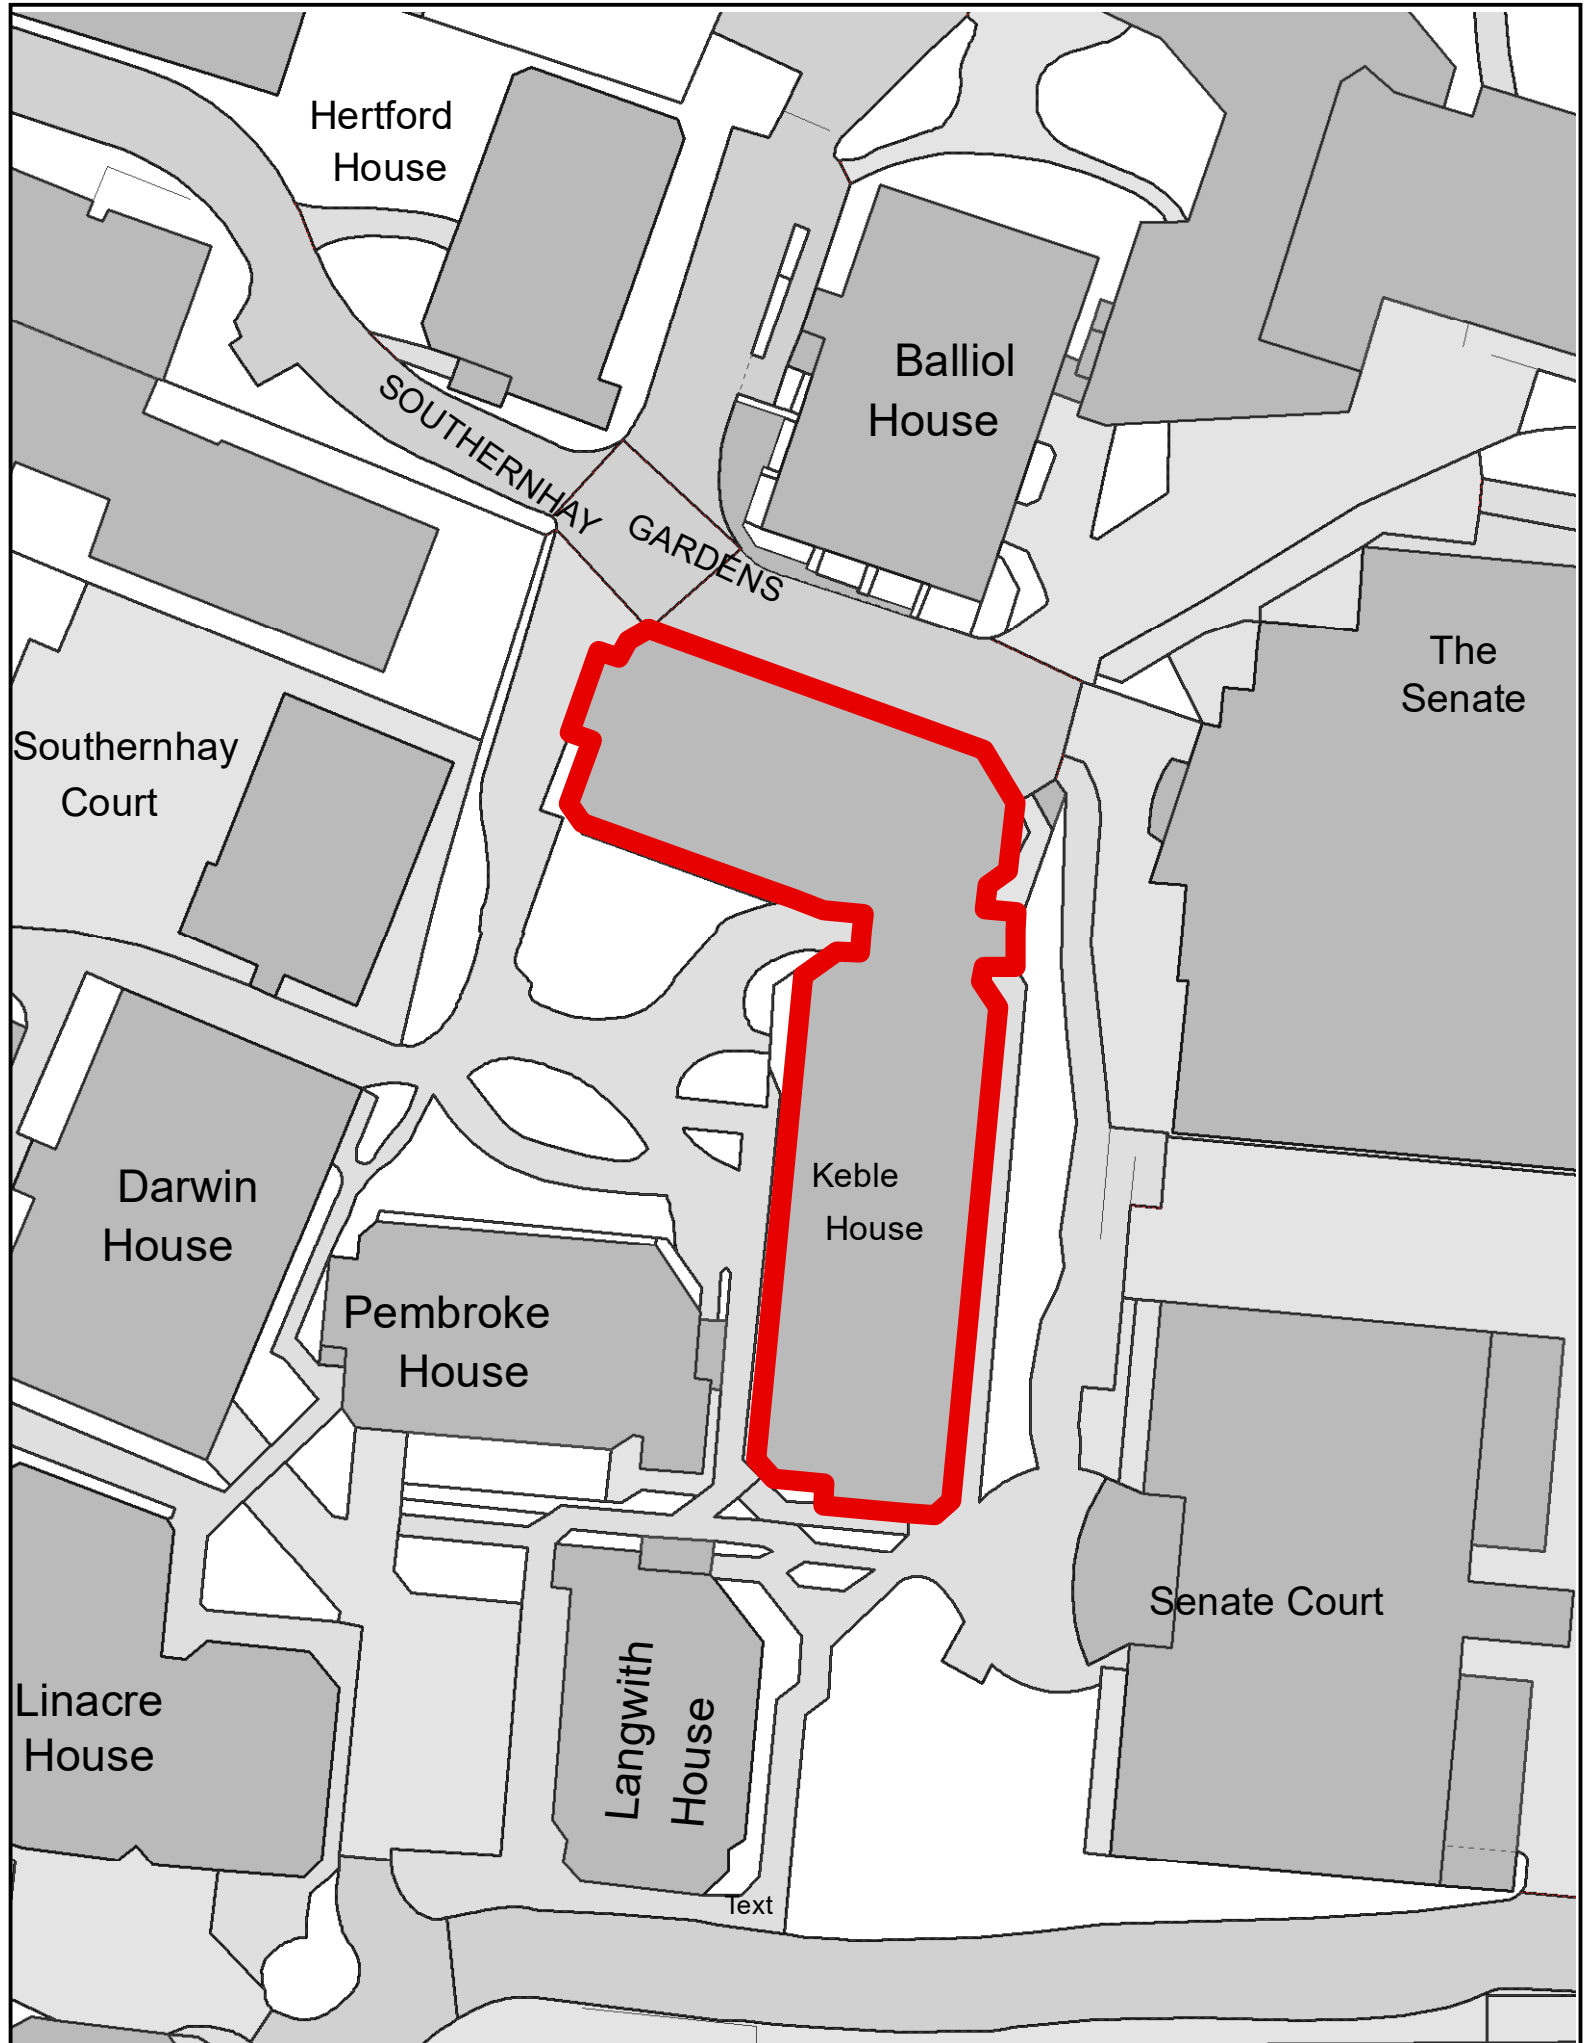 Hertford
House
Balliol
House
SOUTHERNHAY GARDENS
The
Senate
Southernhay
Court
Keble
House
Darwin
House
Pembroke
House
Senate Court
Linacre
House
Langwith
House
Text